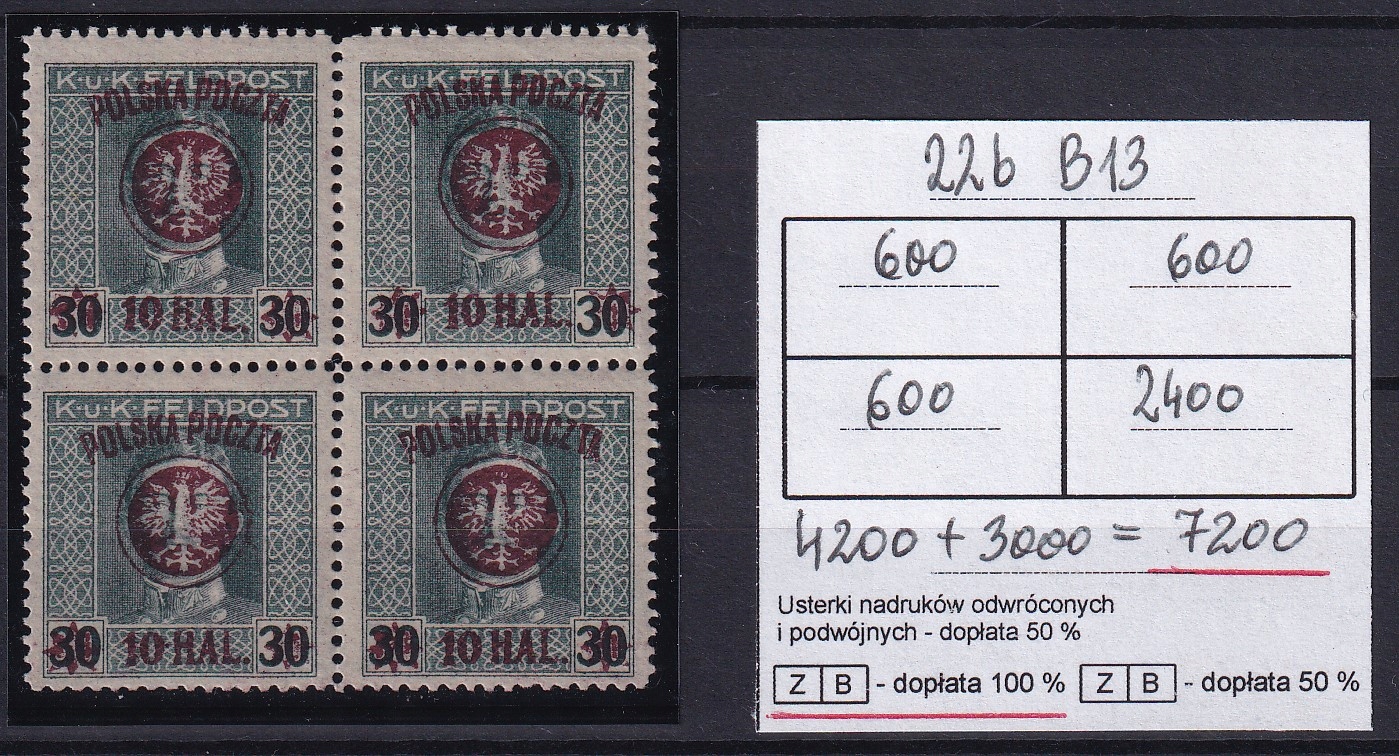 K·u·K·FELDPOST K·u·K·FELDPOST
POLSKA POCZTA POLSKA POCZTA
30 10 HAL. 30 30 10 HAL. 30
K·u·K·FELDPOST K·u·K·FELDPOST
POLSKA POCZTA POLSKA POCZTA
30 10 HAL. 30 30 10 HAL. 30
22b B13
600 600
600 2400
4200 + 3000 = 7200
Usterki nadruków odwróconych
i podwójnych - dopłata 50 %
Z B - dopłata 100 % Z B - dopłata 50 %